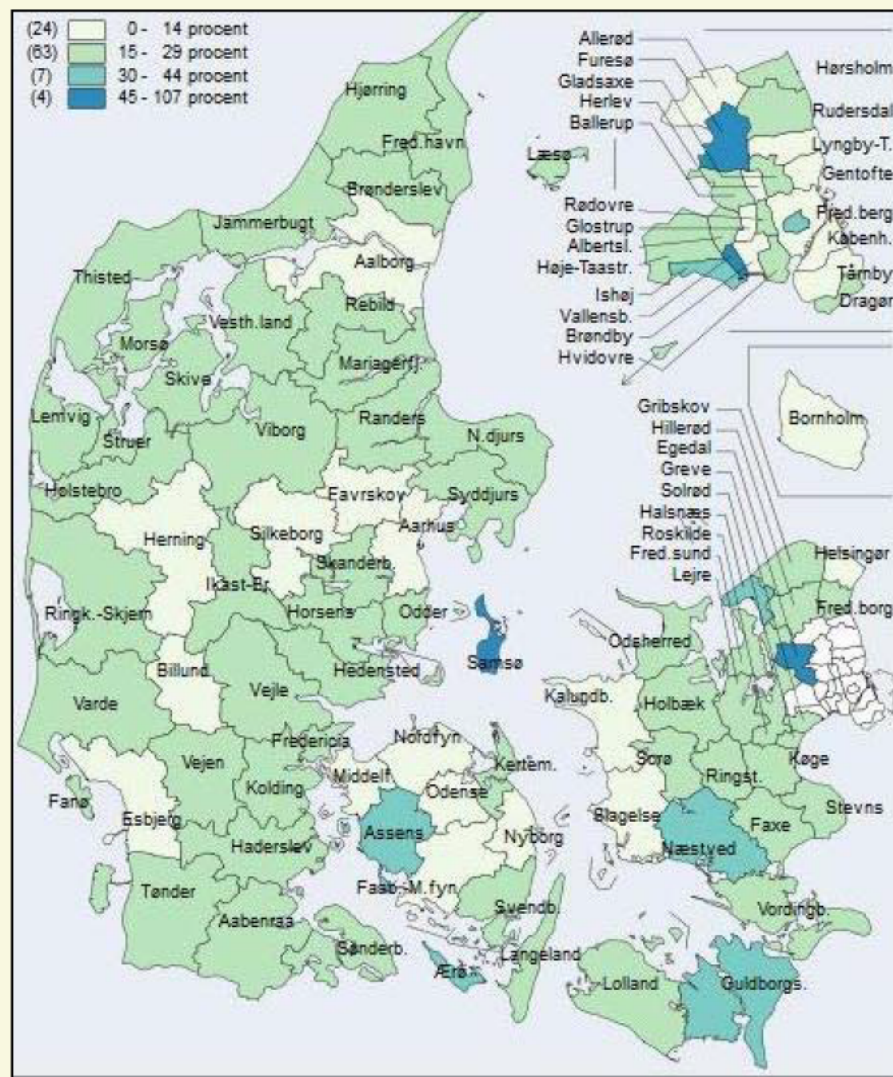 (24) 0 - 14 procent
(63) 15 - 29 procent
(7) 30 - 44 procent
(4) 45 - 107 procent
Hjørring
Fred.havn
Læsø
Brønderslev
Jammerbugt
Aalborg
Thisted
Vesth.land
Rebild
Morsø
Mariagerfj.
Skive
Lemvig
Struer
Viborg
Randers
N.djurs
Holstebro
Favrskov
Syddjurs
Herning
Silkeborg
Aarhus
Skanderb.
Ikast-Br.
Ringk.-Skjern
Horsens
Odder
Samsø
Hedensted
Billund
Varde
Vejle
Fredericia
Nordfyn
Kertem.
Vejen
Middelf.
Kolding
Odense
Fanø
Esbjerg
Assens
Nyborg
Haderslev
Tønder
Fasb.-M.fyn
Svendb.
Aabenraa
Sønderb.
Ærø
Langeland
Allerød
Furesø
Gladsaxe
Herlev
Ballerup
Rødovre
Glostrup
Albertsl.
Høje-Taastr.
Ishøj
Vallensb.
Brøndby
Hvidovre
Hørsholm
Rudersdal
Lyngby-T.
Gentofte
Fred.berg
Københ.
Tårnby
Dragør
Bornholm
Gribskov
Hillerød
Egedal
Greve
Solrød
Halsnæs
Roskilde
Fred.sund
Lejre
Helsingør
Fred.borg
Odsherred
Kalundb.
Holbæk
Sorø
Ringst.
Køge
Slagelse
Næstved
Faxe
Stevns
Vordingb.
Lolland
Guldborgs.